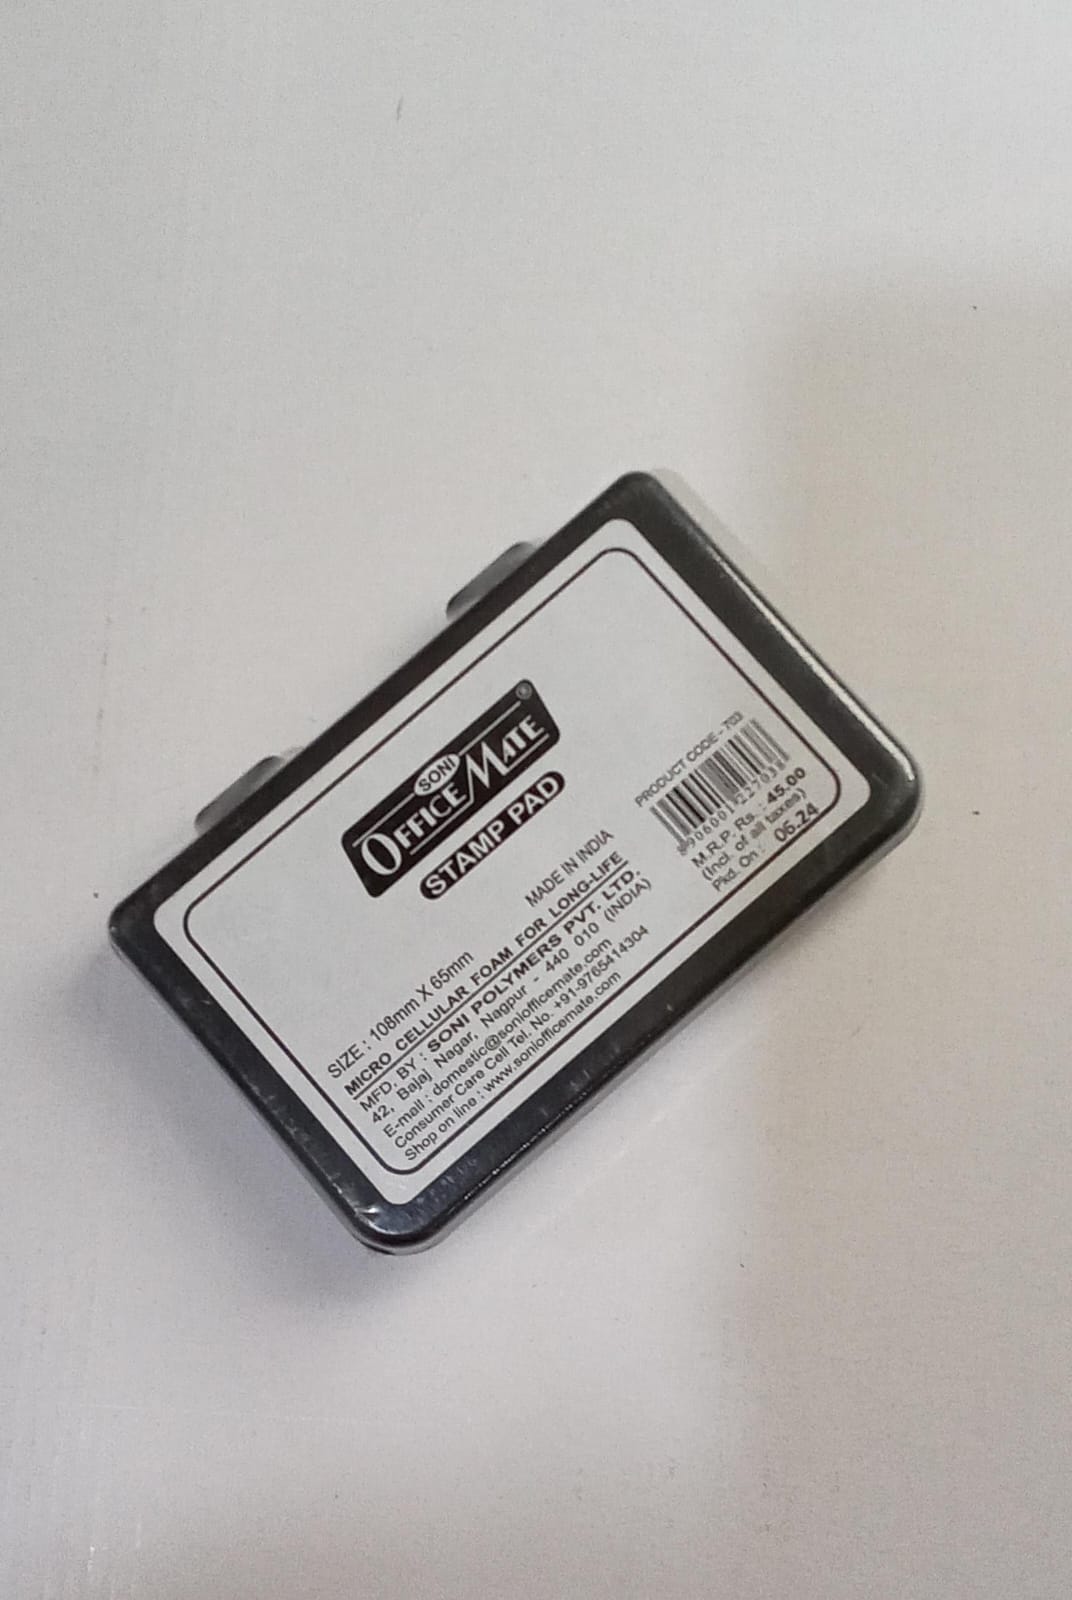 SONI
OFFICE MATE ®
STAMP PAD
SIZE : 108mm X 65mm
MADE IN INDIA
MICRO CELLULAR FOAM FOR LONG-LIFE
MFD. BY : SONI POLYMERS PVT. LTD.
42, Bajaj Nagar, Nagpur - 440 010 (INDIA)
E-mail : domestic@soniofficemate.com
Consumer Care Cell Tel. No. +91-9765414304
Shop on line : www.soniofficemate.com
PRODUCT CODE - 703
M.R.P. Rs. : 45.00
(Incl. of all taxes)
Pkd. On : 06.24